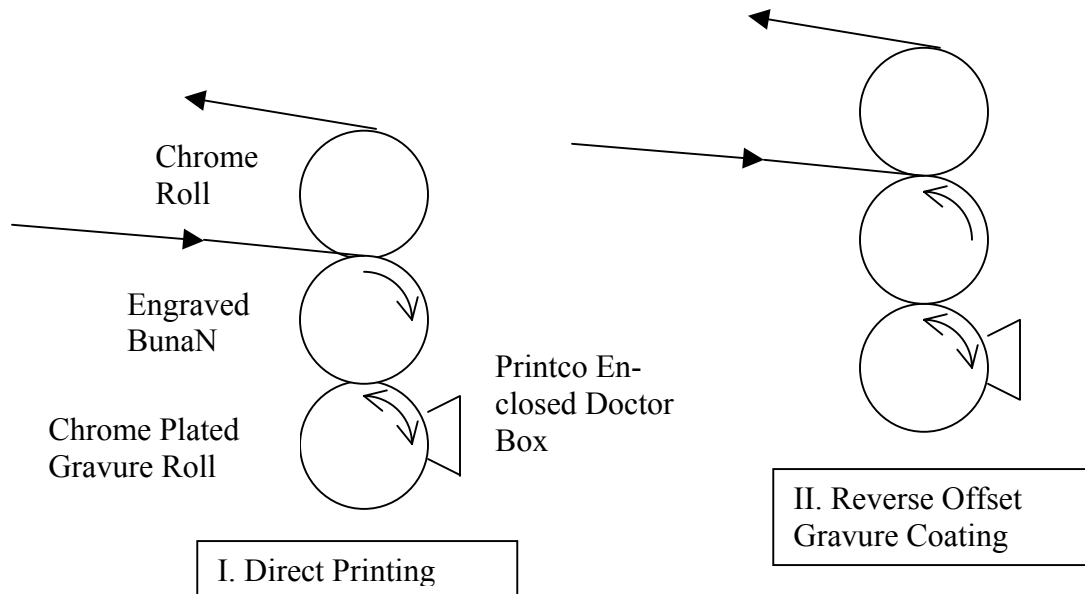 Chrome
Roll
Engraved
BunaN
Chrome Plated
Gravure Roll
Printco En-
closed Doctor
Box
I. Direct Printing
II. Reverse Offset
Gravure Coating